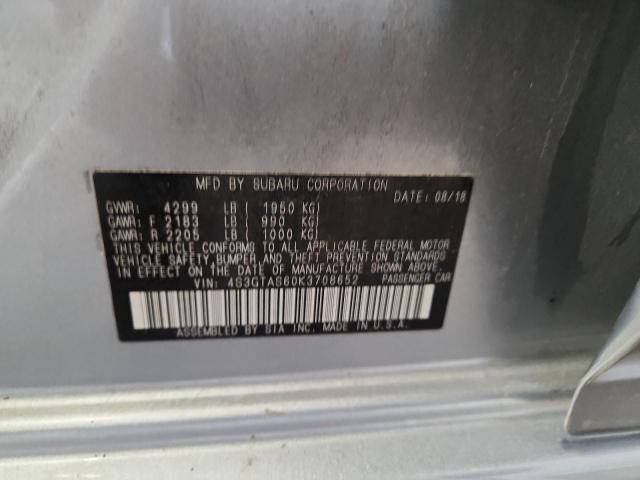 MFD BY SUBARU CORPORATION
DATE: 08/18
GVWR: 4299 LB ( 1950 KG)
GAWR: F 2183 LB ( 990 KG)
GAWR: R 2205 LB ( 1000 KG)
THIS VEHICLE CONFORMS TO ALL APPLICABLE FEDERAL MOTOR
VEHICLE SAFETY, BUMPER, AND THEFT PREVENTION STANDARDS
IN EFFECT ON THE DATE OF MANUFACTURE SHOWN ABOVE.
VIN: 4S3GTAS60K3708652 PASSENGER CAR
ASSEMBLED BY SIA INC. MADE IN U.S.A.